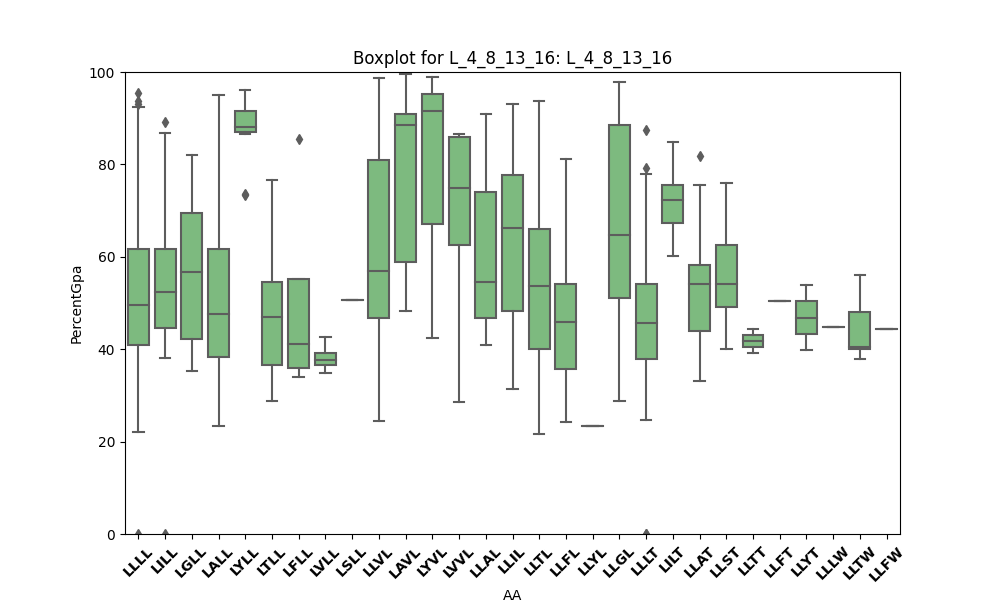 Boxplot for L_4_8_13_16: L_4_8_13_16
100
80
60
40
20
0
PercentGpa
LLLL LILL LGLL LALL LYLL LTLL LFLL LVLL LSLL LLVL LAVL LYVL LVVL LLAL LLIL LLTL LLFL LLYL LLGL LLLT LILT LLAT LLST LLTT LLFT LLYT LLLW LLTW LLFW
AA